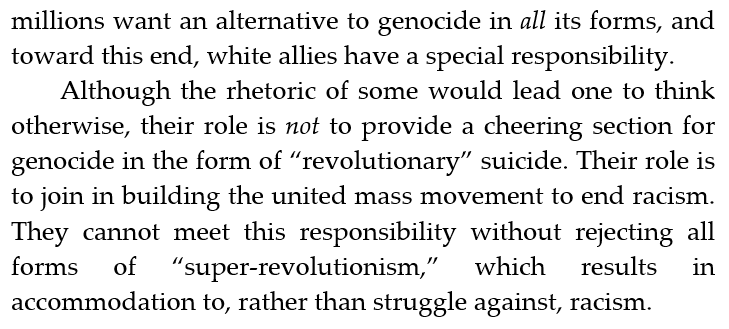 millions want an alternative to genocide in all its forms, and
toward this end, white allies have a special responsibility.
Although the rhetoric of some would lead one to think
otherwise, their role is not to provide a cheering section for
genocide in the form of “revolutionary” suicide. Their role is
to join in building the united mass movement to end racism.
They cannot meet this responsibility without rejecting all
forms of “super-revolutionism,” which results in
accommodation to, rather than struggle against, racism.